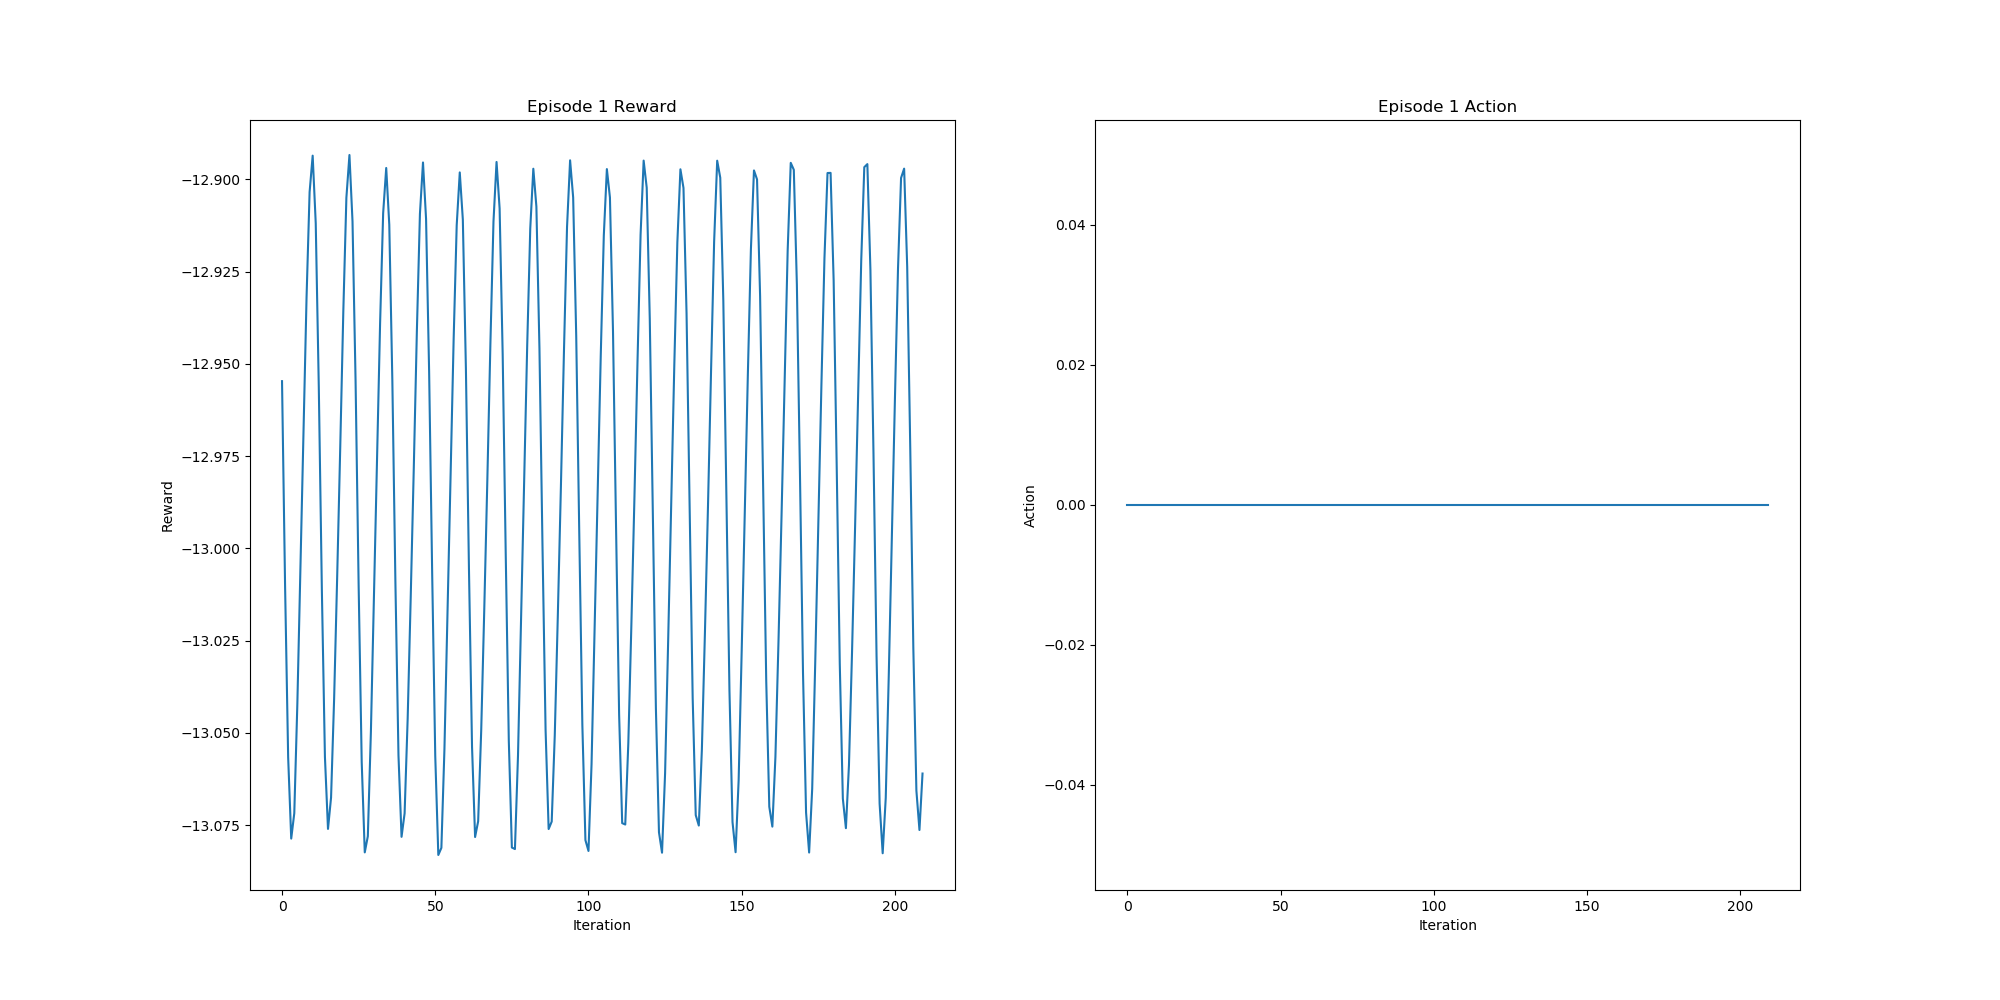 Episode 1 Reward
−12.900
−12.925
−12.950
−12.975
−13.000
−13.025
−13.050
−13.075
Reward
0 50 100 150 200
Iteration
Episode 1 Action
0.04
0.02
0.00
−0.02
−0.04
Action
0 50 100 150 200
Iteration